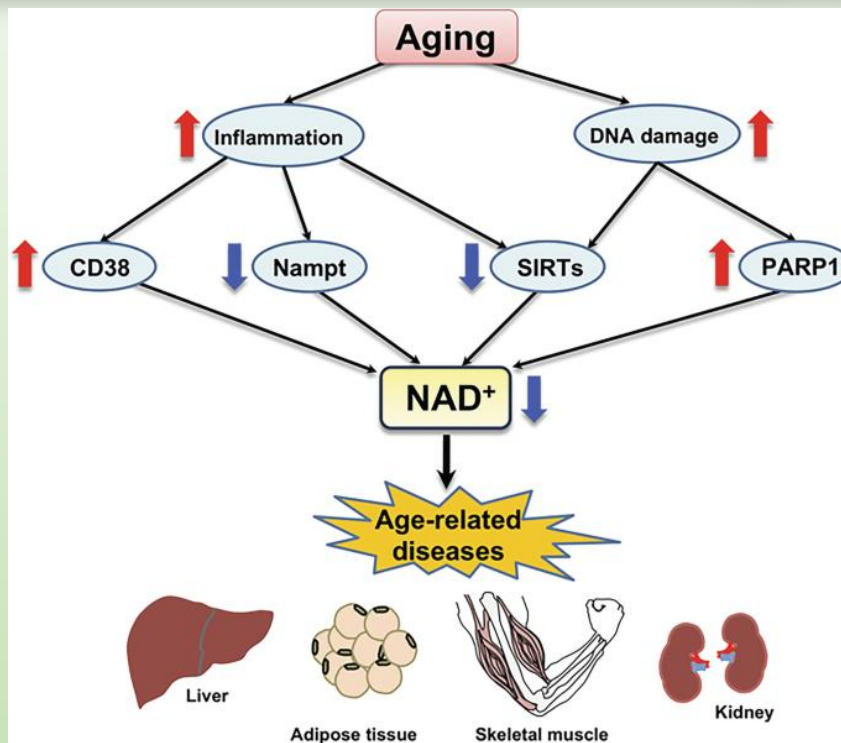 Aging
Inflammation
DNA damage
CD38
Nampt
SIRTs
PARP1
NAD⁺
Age-related
diseases
Liver
Adipose tissue
Skeletal muscle
Kidney